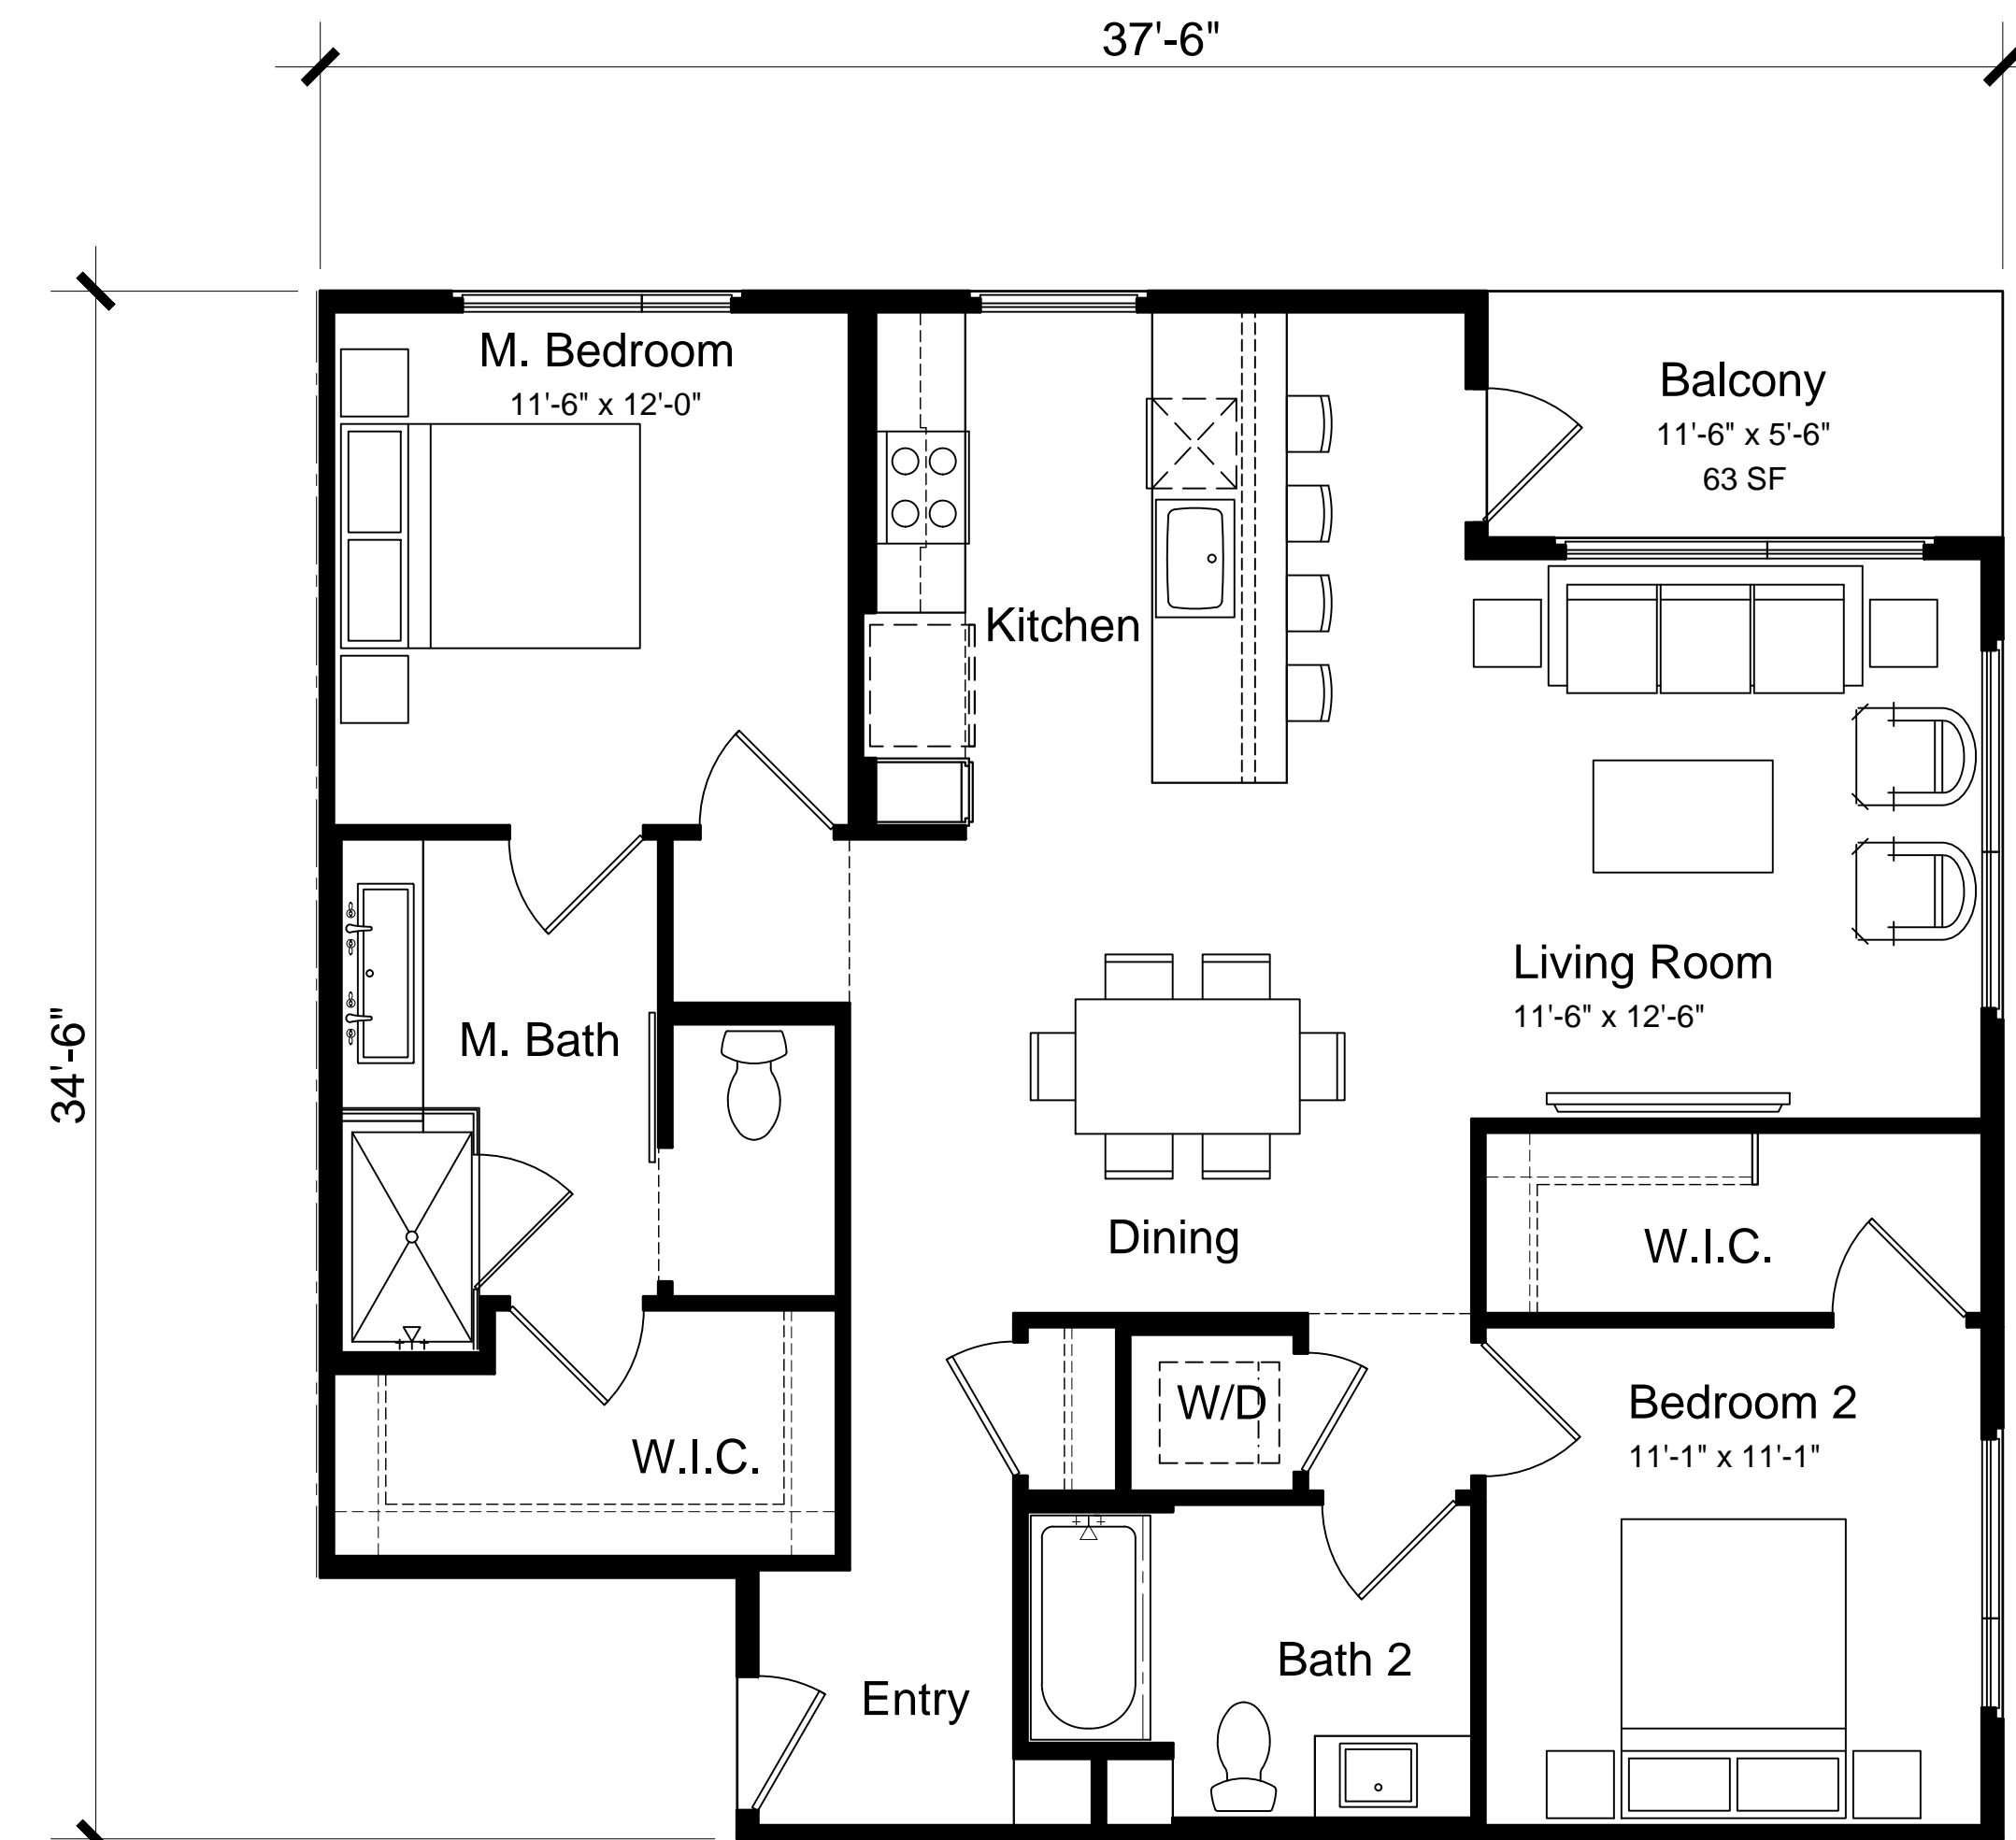 37'-6"
M. Bedroom
11'-6" x 12'-0"
Balcony
11'-6" x 5'-6"
63 SF
Kitchen
Living Room
11'-6" x 12'-6"
34'-6"
M. Bath
Dining
W.I.C.
W/D
Bedroom 2
11'-1" x 11'-1"
W.I.C.
Bath 2
Entry